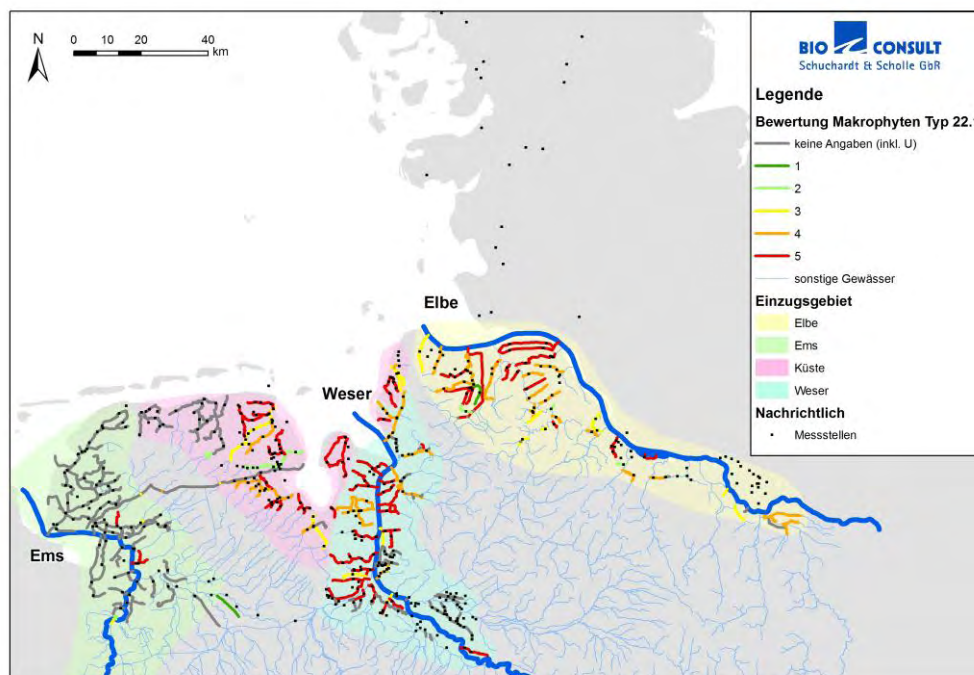 N
0 10 20 40
km
BIO CONSULT
Schuchardt & Scholle GbR
Legende
Bewertung Makrophyten Typ 22.
keine Angaben (inkl. U)
1
2
3
4
5
sonstige Gewässer
Einzugsgebiet
Elbe
Ems
Küste
Weser
Nachrichtlich
Messstellen
Elbe
Weser
Ems